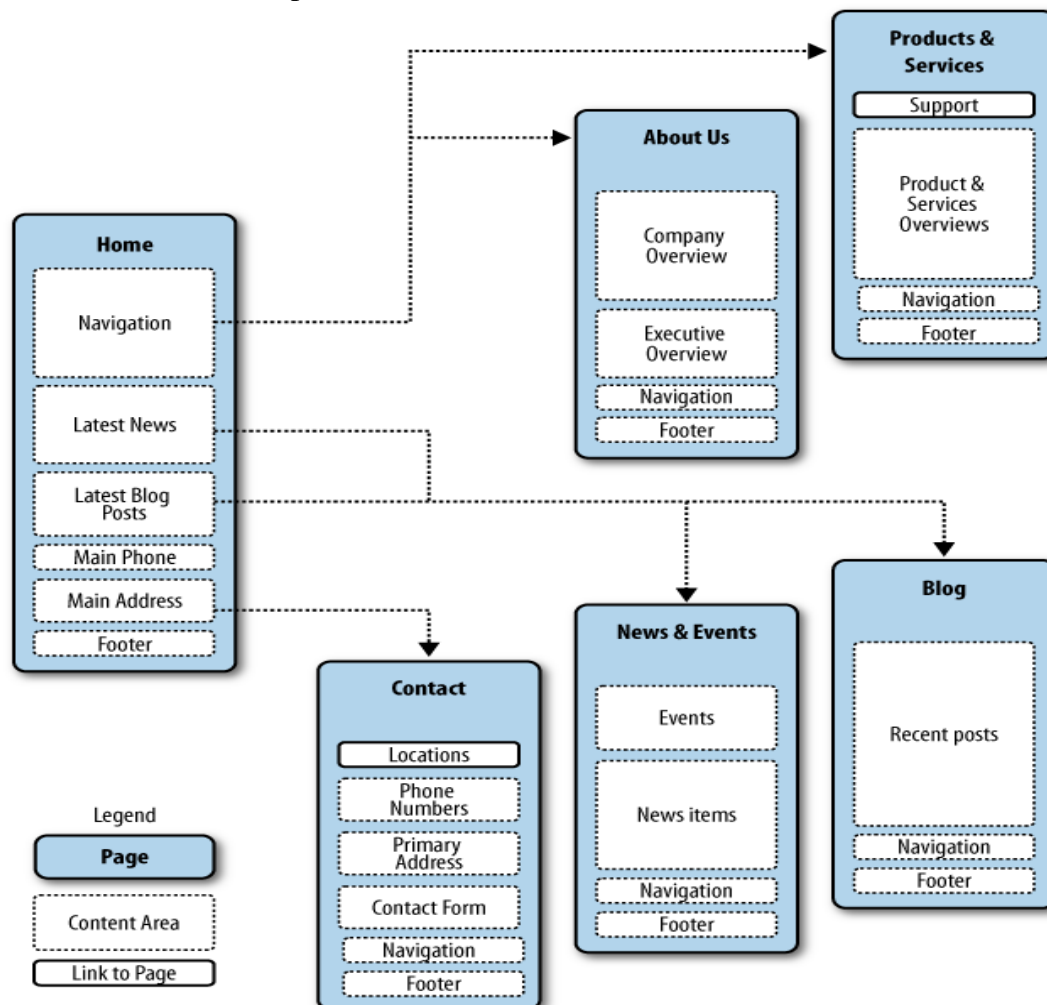 Products &
Services
Support
Product &
Services
Overviews
Navigation
Footer
About Us
Company
Overview
Executive
Overview
Navigation
Footer
Home
Navigation
Latest News
Latest Blog
Posts
Main Phone
Main Address
Footer
Contact
Locations
Phone
Numbers
Primary
Address
Contact Form
Navigation
Footer
News & Events
Events
News items
Navigation
Footer
Blog
Recent posts
Navigation
Footer
Legend
Page
Content Area
Link to Page